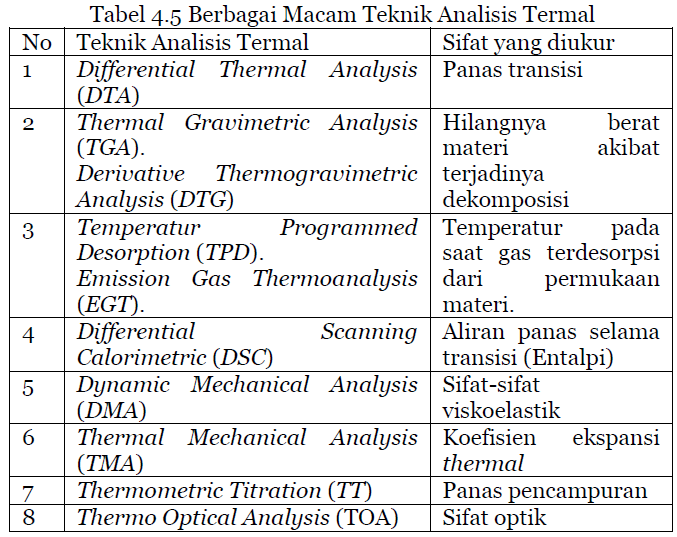 Tabel 4.5 Berbagai Macam Teknik Analisis Termal
No Teknik Analisis Termal Sifat yang diukur
1 Differential Thermal Analysis Panas transisi
(DTA)
2 Thermal Gravimetric Analysis Hilangnya berat
(TGA). materi akibat
Derivative Thermogravimetric terjadinya
Analysis (DTG) dekomposisi
3 Temperatur Programmed Temperatur pada
Desorption (TPD). saat gas terdesorpsi
Emission Gas Thermoanalysis dari permukaan
(EGT). materi.
4 Differential Scanning Aliran panas selama
Calorimetric (DSC) transisi (Entalpi)
5 Dynamic Mechanical Analysis Sifat-sifat
(DMA) viskoelastik
6 Thermal Mechanical Analysis Koefisien ekspansi
(TMA) thermal
7 Thermometric Titration (TT) Panas pencampuran
8 Thermo Optical Analysis (TOA) Sifat optik